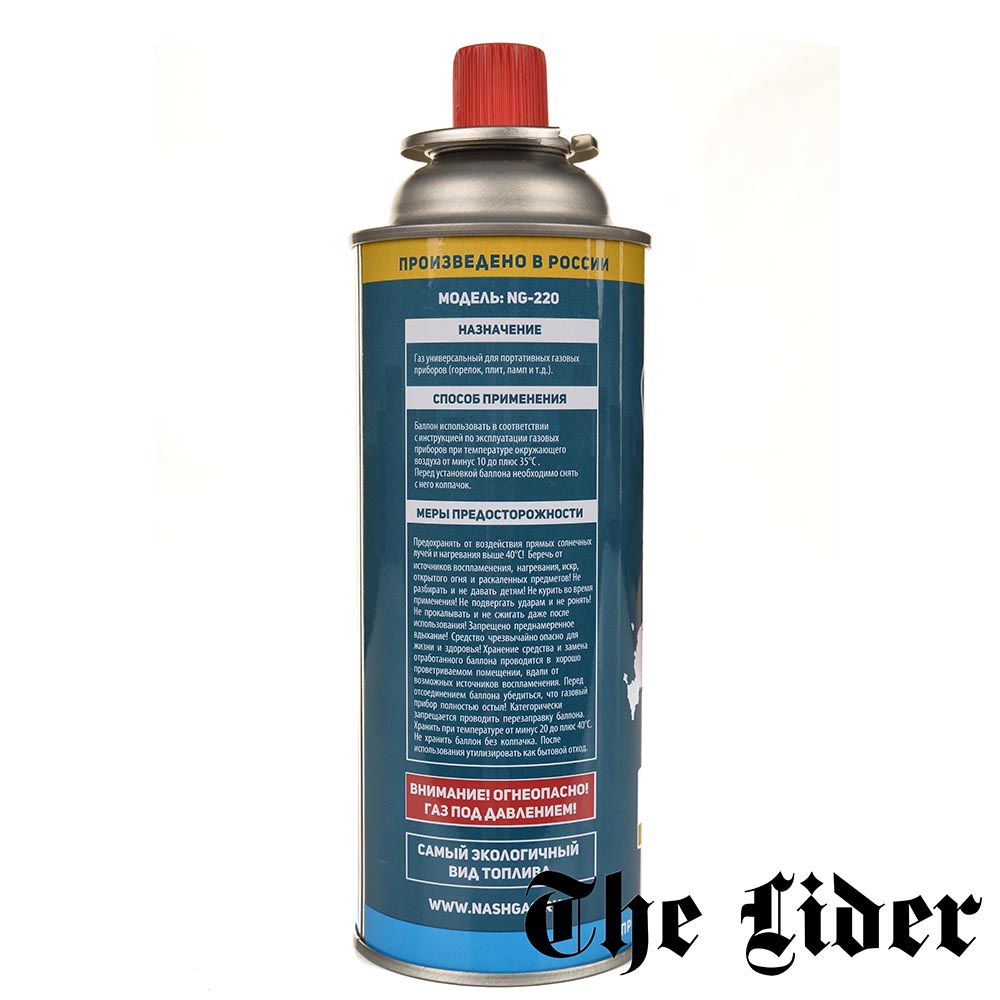 ПРОИЗВЕДЕНО В РОССИИ
МОДЕЛЬ: NG-220
НАЗНАЧЕНИЕ
Газ универсальный для портативных газовых
приборов (горелок, плит, ламп и т.д.).
СПОСОБ ПРИМЕНЕНИЯ
Баллон использовать в соответствии
с инструкцией по эксплуатации газовых
приборов при температуре окружающего
воздуха от минус 10 до плюс 35°С .
Перед установкой баллона необходимо снять
с него колпачок.
МЕРЫ ПРЕДОСТОРОЖНОСТИ
Предохранять от воздействия прямых солнечных
лучей и нагревания выше 40°С! Беречь от
источников воспламенения, нагревания, искр,
открытого огня и раскаленных предметов! Не
разбирать и не давать детям! Не курить во время
применения! Не подвергать ударам и не ронять!
Не прокалывать и не сжигать даже после
использования! Запрещено преднамеренное
вдыхание! Средство чрезвычайно опасно для
жизни и здоровья! Хранение средства и замена
отработанного баллона проводится в хорошо
проветриваемом помещении, вдали от
возможных источников воспламенения. Перед
отсоединением баллона убедиться, что газовый
прибор полностью остыл! Категорически
запрещается проводить перезаправку баллона.
Хранить при температуре от минус 20 до плюс 40°С.
Не хранить баллон без колпачка. После
использования утилизировать как бытовой отход.
ВНИМАНИЕ! ОГНЕОПАСНО!
ГАЗ ПОД ДАВЛЕНИЕМ!
САМЫЙ ЭКОЛОГИЧНЫЙ
ВИД ТОПЛИВА
The Lider